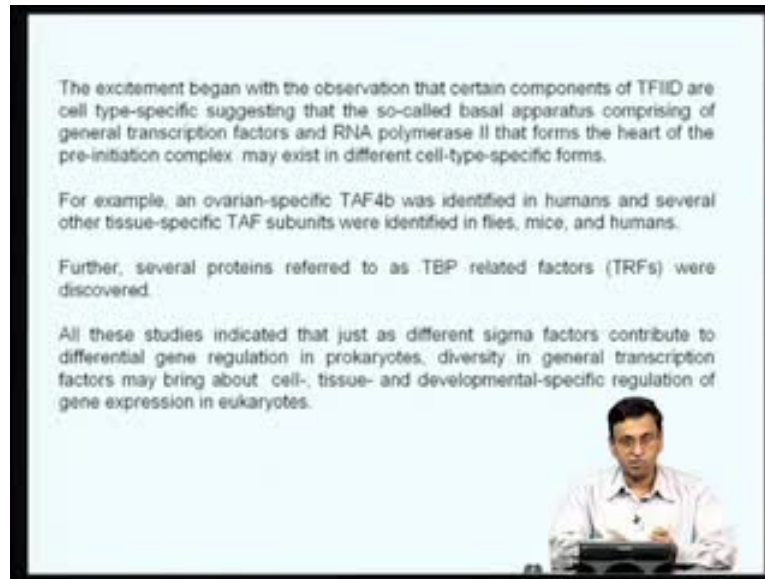 The excitement began with the observation that certain components of TFIID are
cell type-specific suggesting that the so-called basal apparatus comprising of
general transcription factors and RNA polymerase II that forms the heart of the
pre-initiation complex may exist in different cell-type-specific forms.
For example, an ovarian-specific TAF4b was identified in humans and several
other tissue-specific TAF subunits were identified in flies, mice, and humans.
Further, several proteins referred to as TBP related factors (TRFs) were
discovered.
All these studies indicated that just as different sigma factors contribute to
differential gene regulation in prokaryotes, diversity in general transcription
factors may bring about cell-, tissue- and developmental-specific regulation of
gene expression in eukaryotes.